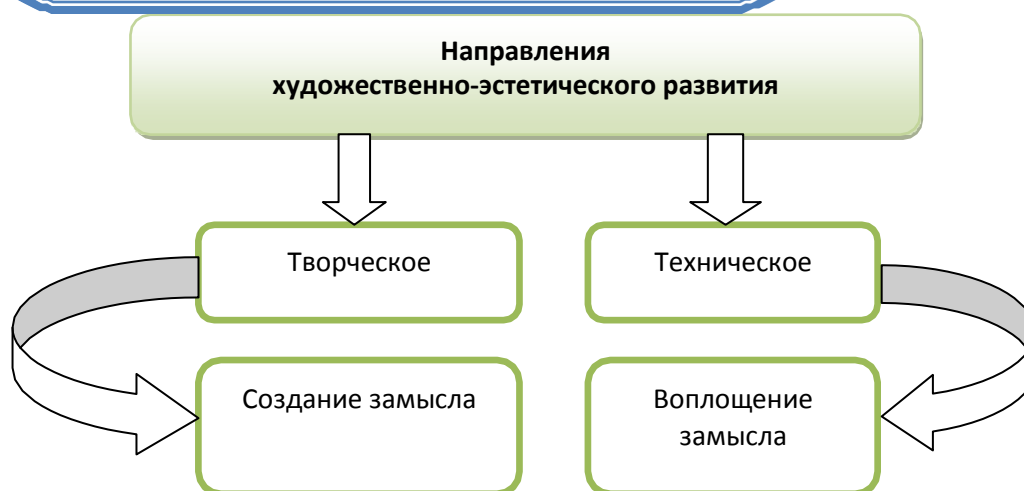 Направления
художественно-эстетического развития
Творческое
Техническое
Создание замысла
Воплощение
замысла